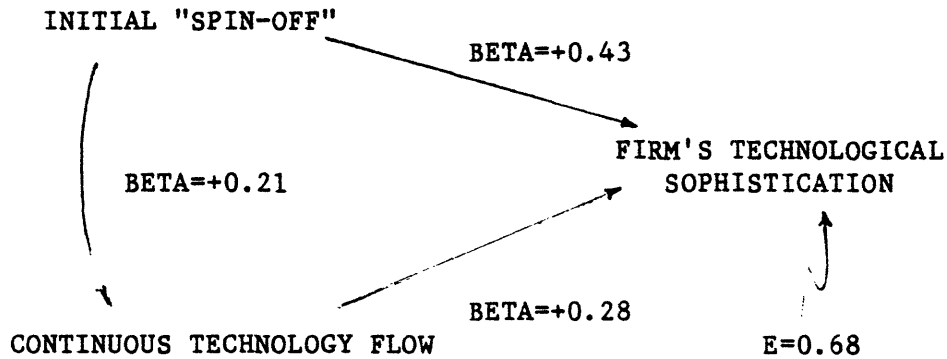 INITIAL "SPIN-OFF"
BETA=+0.43
FIRM'S TECHNOLOGICAL
SOPHISTICATION
BETA=+0.21
BETA=+0.28
CONTINUOUS TECHNOLOGY FLOW
E=0.68